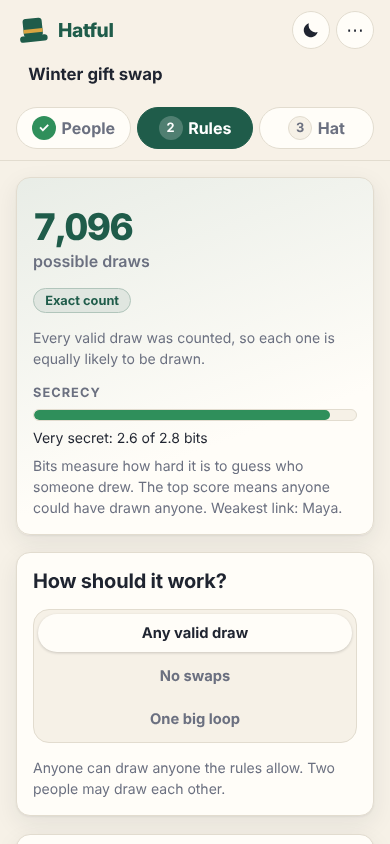 Hatful
Winter gift swap
People
2 Rules
3 Hat
7,096
possible draws
Exact count
Every valid draw was counted, so each one is
equally likely to be drawn.
SECRECY
Very secret: 2.6 of 2.8 bits
Bits measure how hard it is to guess who
someone drew. The top score means anyone
could have drawn anyone. Weakest link: Maya.
How should it work?
Any valid draw
No swaps
One big loop
Anyone can draw anyone the rules allow. Two
people may draw each other.